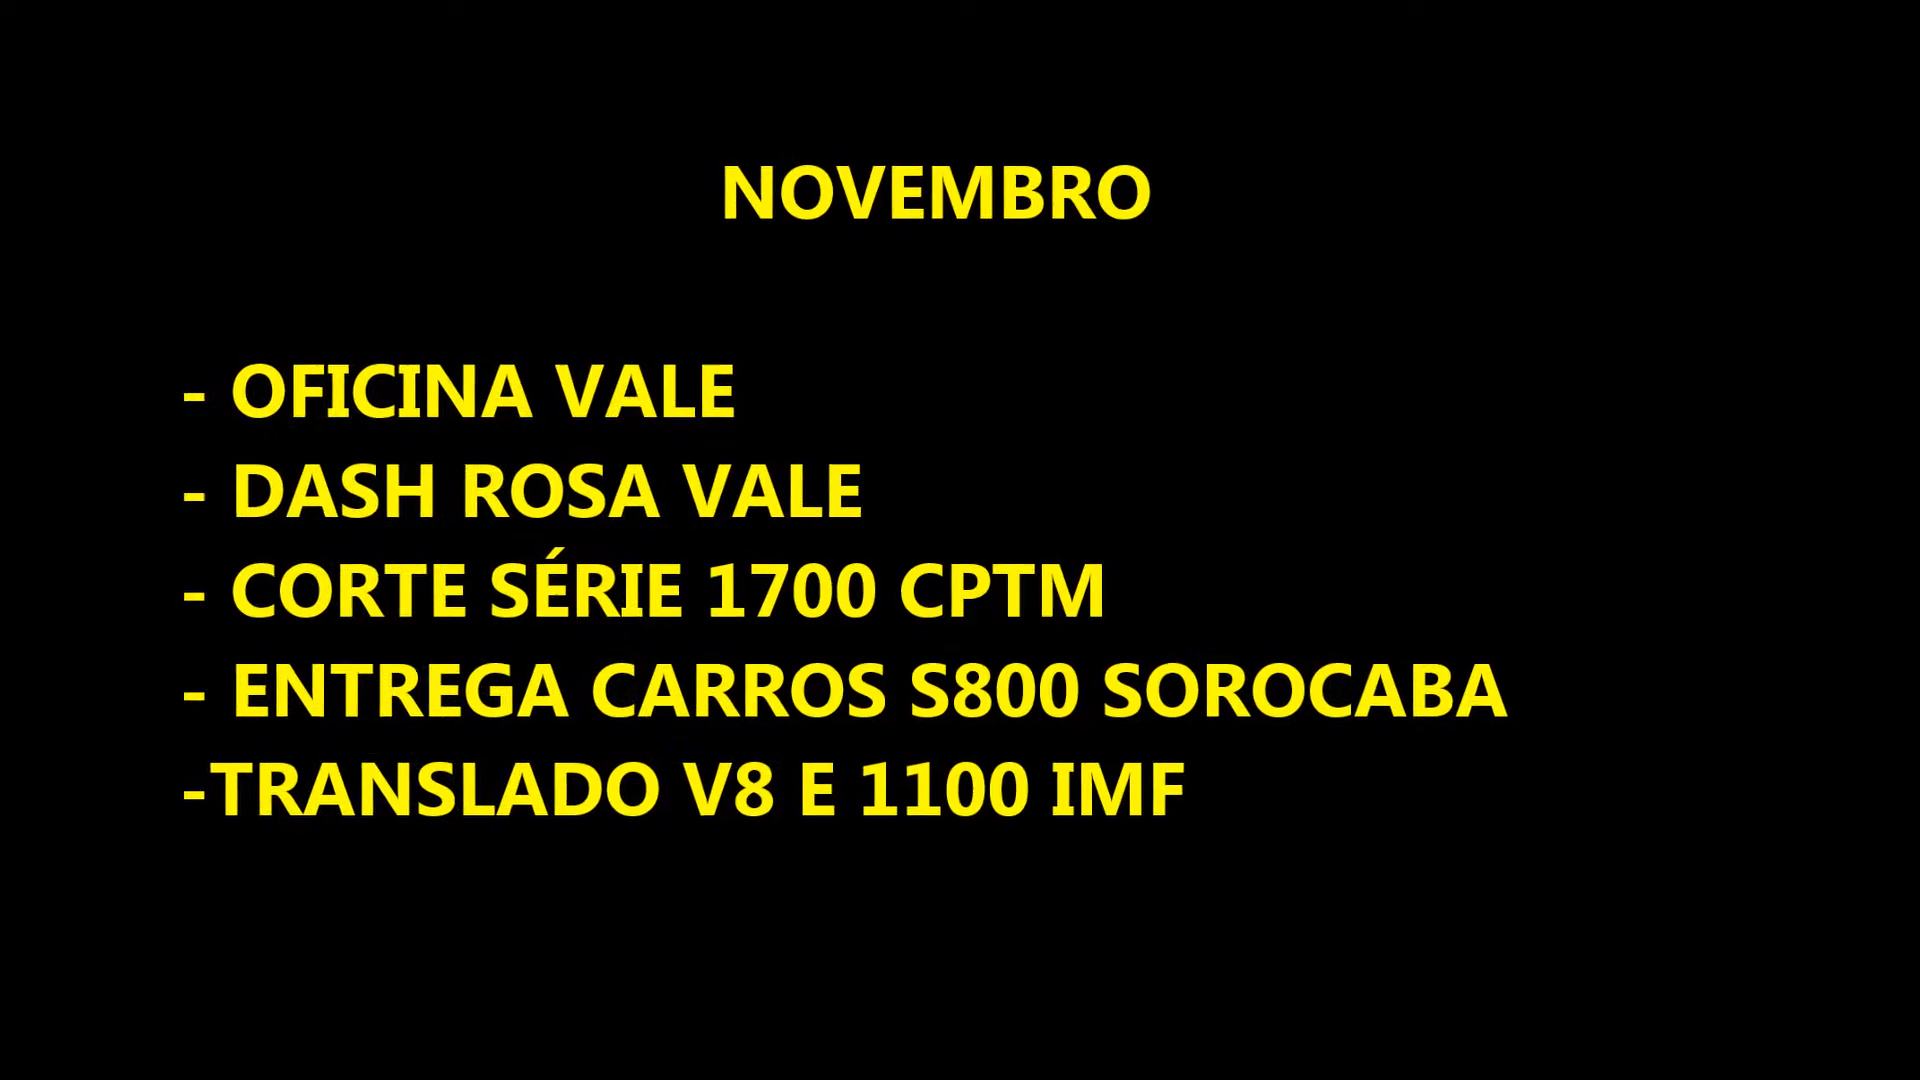 NOVEMBRO
- OFICINA VALE
- DASH ROSA VALE
- CORTE SÉRIE 1700 CPTM
- ENTREGA CARROS S800 SOROCABA
-TRANSLADO V8 E 1100 IMF